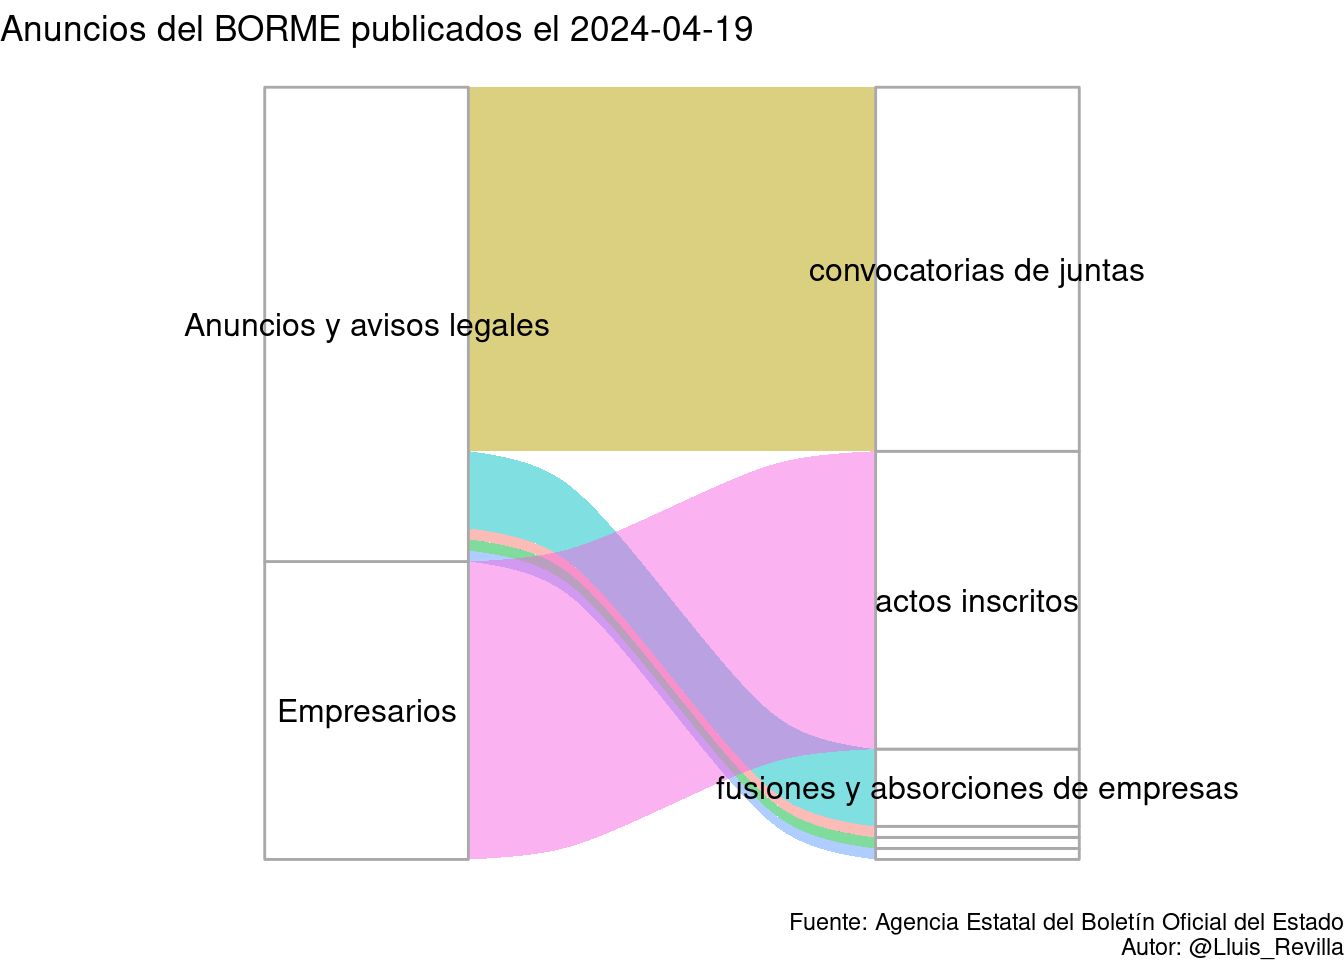 Anuncios del BORME publicados el 2024-04-19
convocatorias de juntas
Anuncios y avisos legales
actos inscritos
Empresarios
fusiones y absorciones de empresas
Fuente: Agencia Estatal del Boletín Oficial del Estado
Autor: @Lluis_Revilla